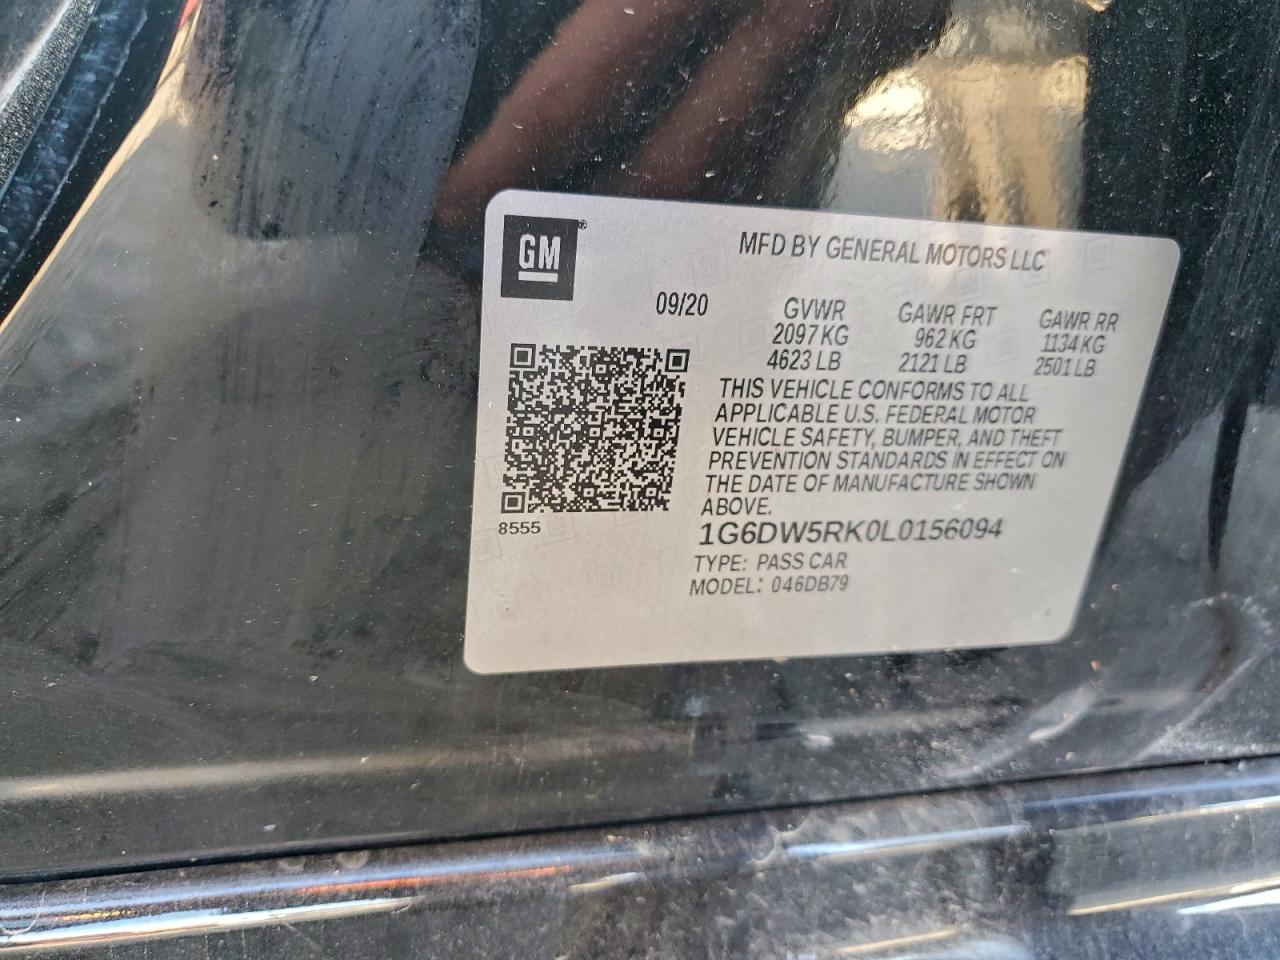 GM®
MFD BY GENERAL MOTORS LLC
09/20 GVWR GAWR FRT GAWR RR
2097 KG 962 KG 1134 KG
4623 LB 2121 LB 2501 LB
THIS VEHICLE CONFORMS TO ALL
APPLICABLE U.S. FEDERAL MOTOR
VEHICLE SAFETY, BUMPER, AND THEFT
PREVENTION STANDARDS IN EFFECT ON
THE DATE OF MANUFACTURE SHOWN
ABOVE.
8555
1G6DW5RK0L0156094
TYPE: PASS CAR
MODEL: 046DB79